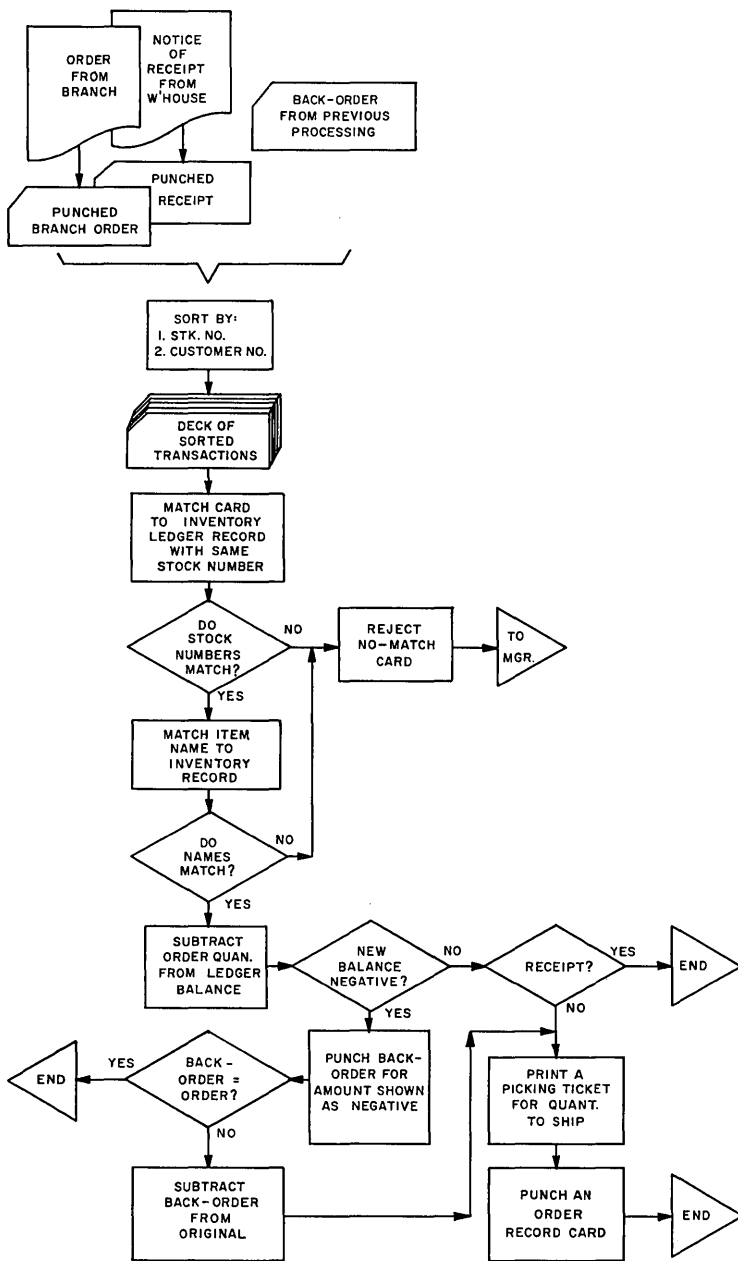 ORDER
FROM
BRANCH
NOTICE
OF
RECEIPT
FROM
W'HOUSE
BACK-ORDER
FROM PREVIOUS
PROCESSING
PUNCHED
RECEIPT
PUNCHED
BRANCH ORDER
SORT BY:
1. STK. NO.
2. CUSTOMER NO.
DECK OF
SORTED
TRANSACTIONS
MATCH CARD
TO INVENTORY
LEDGER RECORD
WITH SAME
STOCK NUMBER
DO
STOCK
NUMBERS
MATCH?
NO
YES
REJECT
NO-MATCH
CARD
TO
MGR.
MATCH ITEM
NAME TO
INVENTORY
RECORD
DO
NAMES
MATCH?
NO
YES
SUBTRACT
ORDER QUAN.
FROM LEDGER
BALANCE
NEW
BALANCE
NEGATIVE?
NO
YES
RECEIPT?
YES
NO
END
PUNCH BACK-
ORDER FOR
AMOUNT SHOWN
AS NEGATIVE
BACK-
ORDER =
ORDER?
YES
NO
END
PRINT A
PICKING TICKET
FOR QUANT.
TO SHIP
SUBTRACT
BACK-ORDER
FROM
ORIGINAL
PUNCH AN
ORDER
RECORD CARD
END